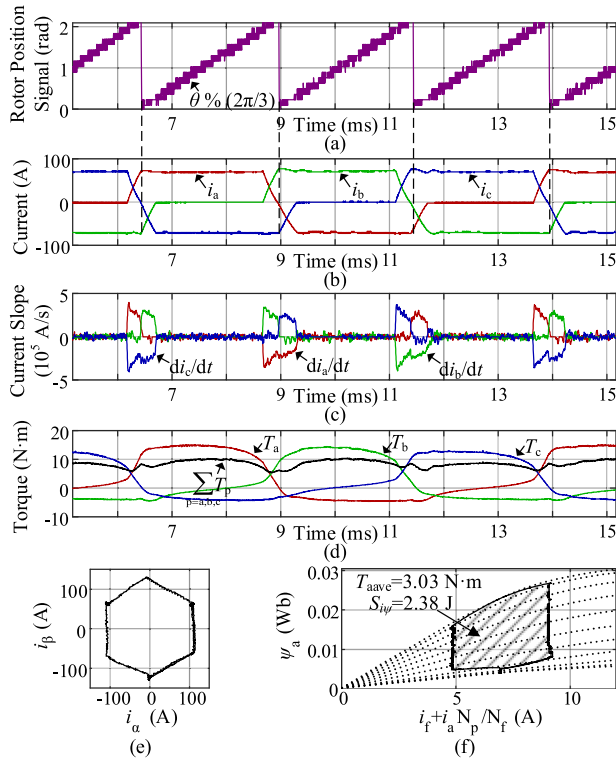 Rotor Position
Signal (rad)
2
1
0
θ % (2π/3)
7
9
11
13
15
Time (ms)
(a)
Current (A)
100
0
-100
i_a
i_b
i_c
7
9
11
13
15
Time (ms)
(b)
Current Slope
(10^5 A/s)
5
0
-5
di_c/dt
di_a/dt
di_b/dt
7
9
11
13
15
Time (ms)
(c)
Torque (N·m)
20
10
0
-10
T_a
T_b
T_c
∑ T_p
p=a,b,c
7
9
11
13
15
Time (ms)
(d)
i_β (A)
100
0
-100
-100
0
100
i_α (A)
(e)
ψ_a (Wb)
0.03
0.02
0.01
0
T_aave=3.03 N·m
S_iψ=2.38 J
0
5
10
i_f+i_a N_p/N_f (A)
(f)